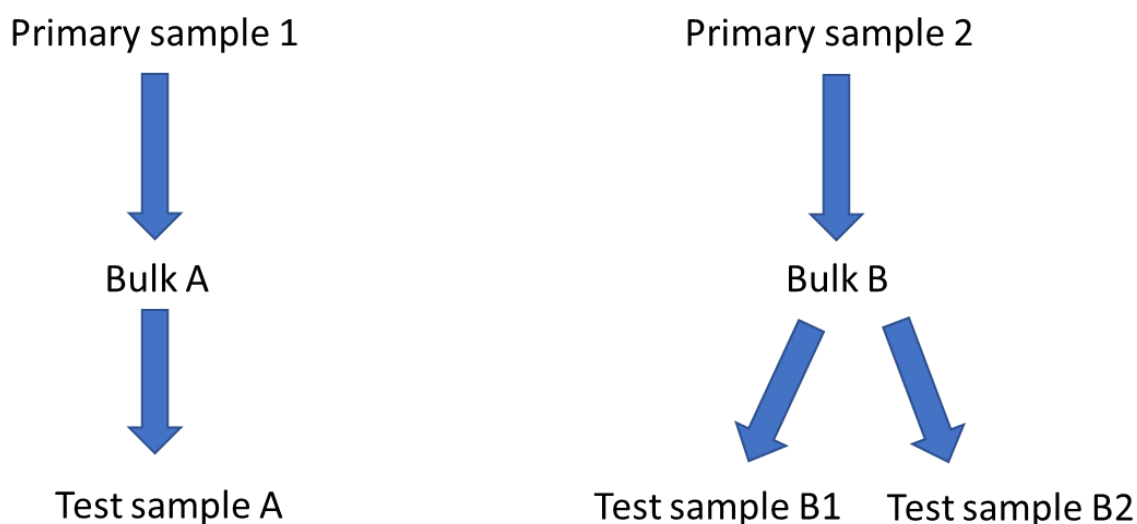 Primary sample 1
Primary sample 2
Bulk A
Bulk B
Test sample A
Test sample B1
Test sample B2